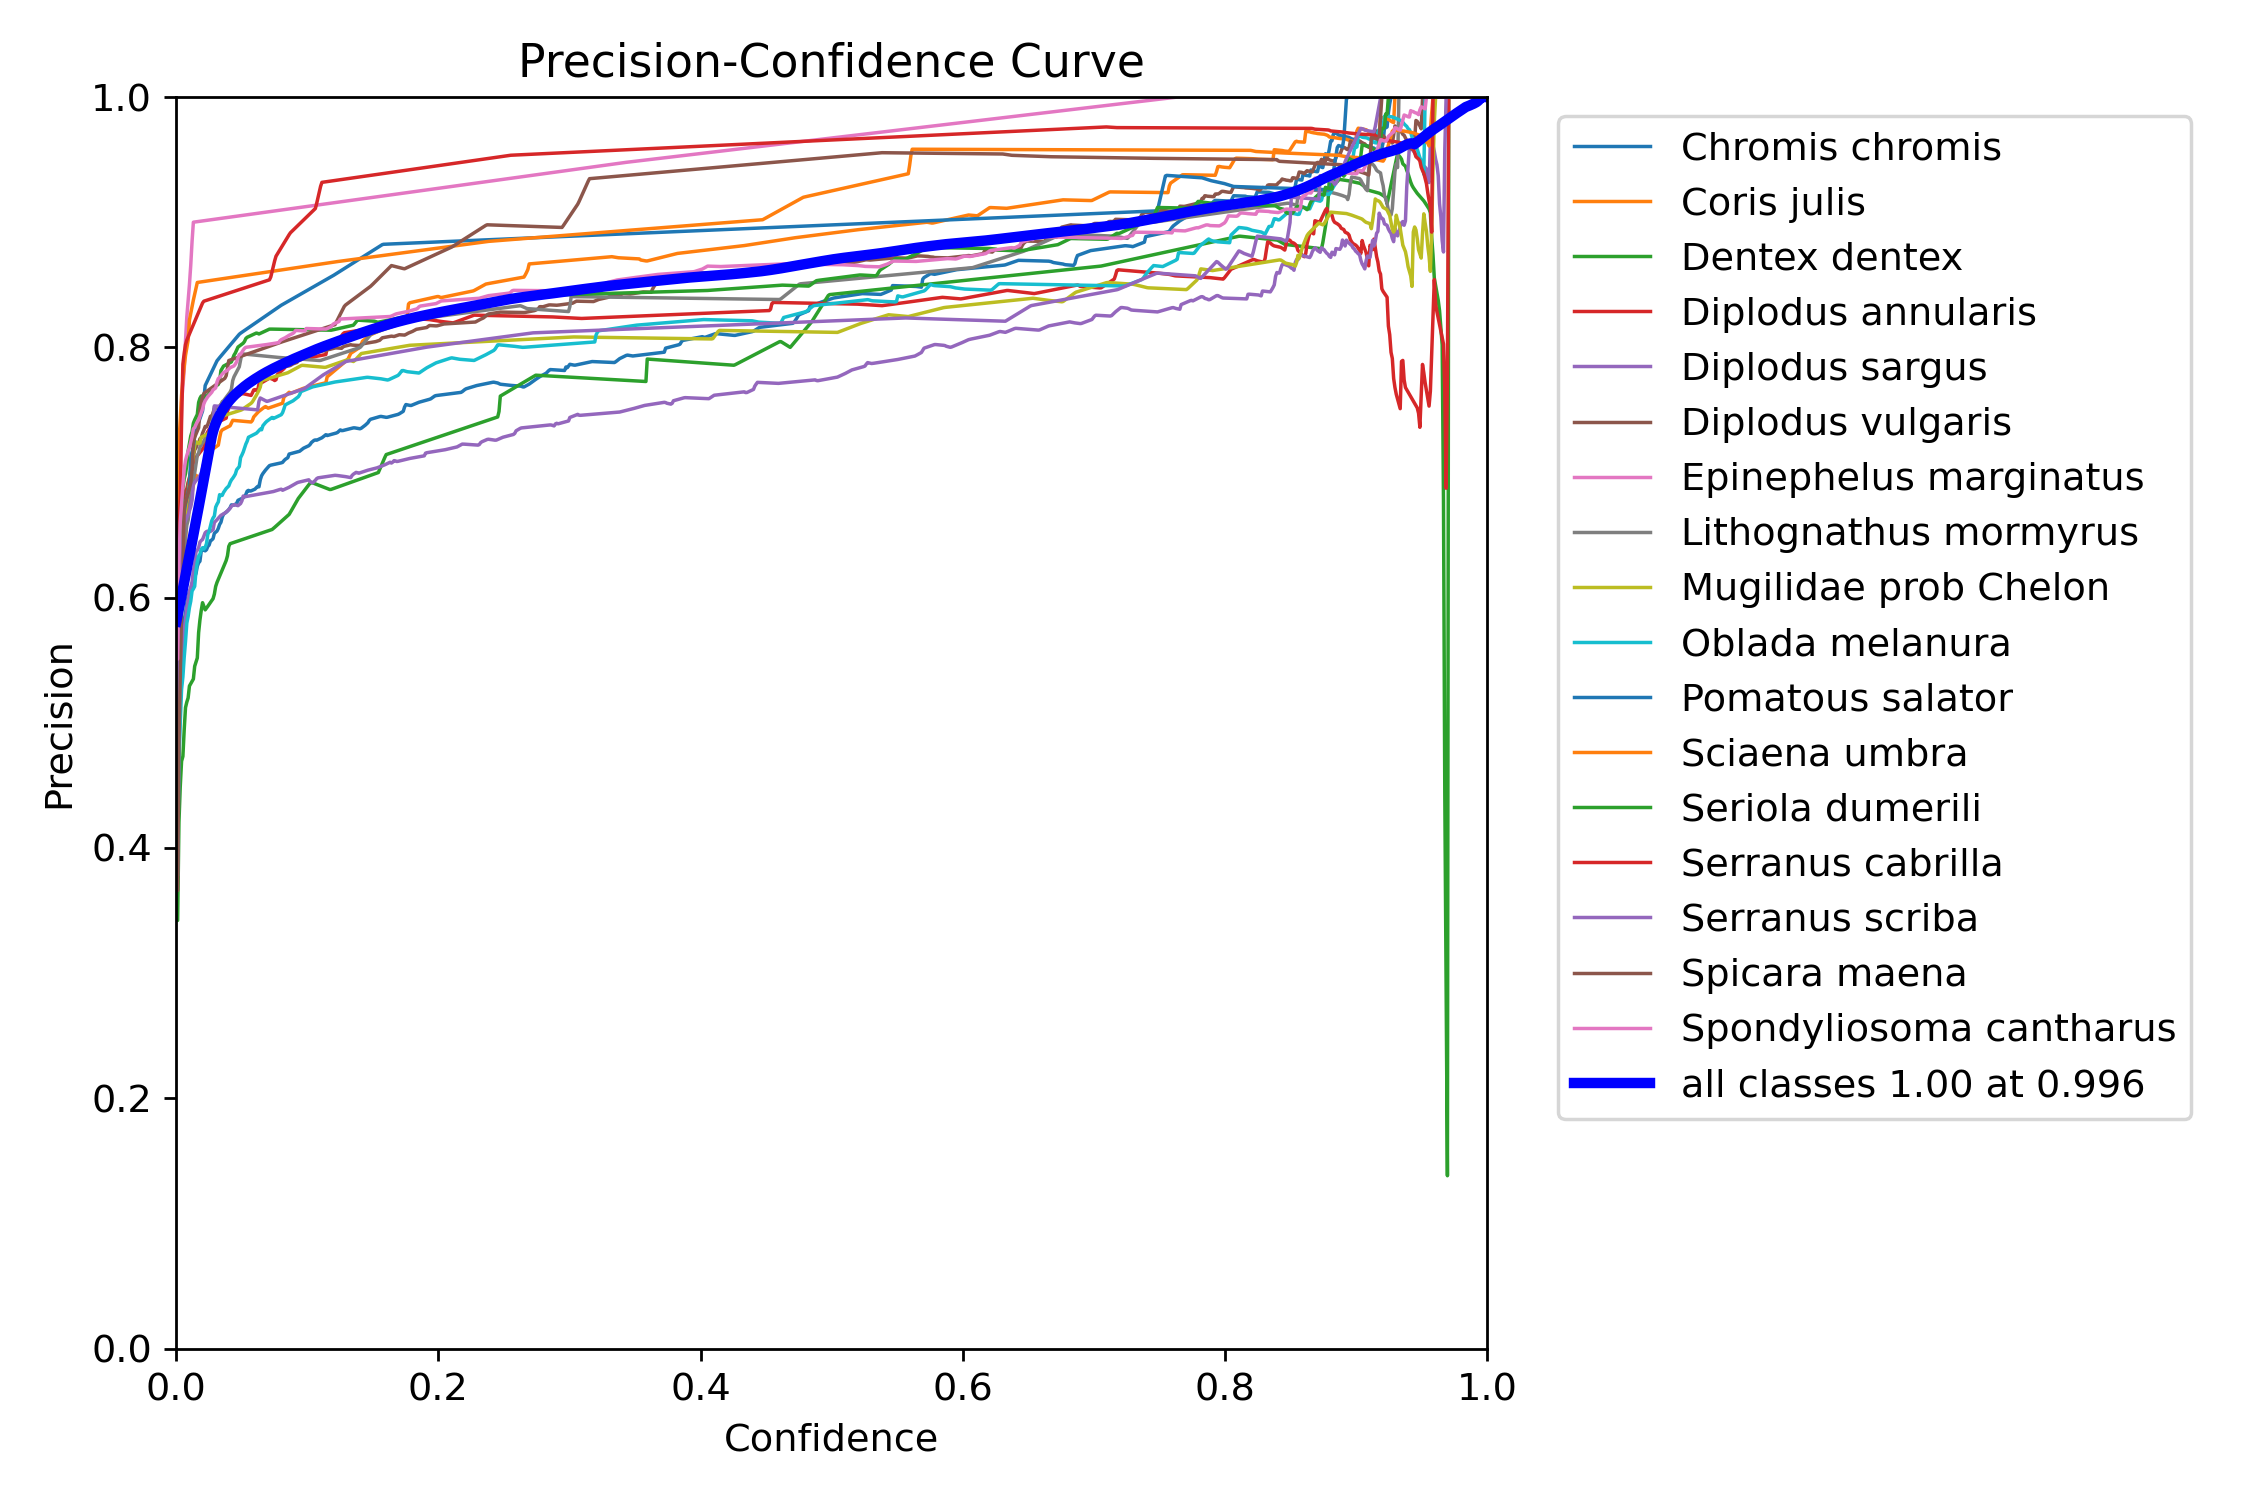 Precision-Confidence Curve
1.0
0.8
0.6
0.4
0.2
0.0
Precision
0.0 0.2 0.4 0.6 0.8 1.0
Confidence
Chromis chromis
Coris julis
Dentex dentex
Diplodus annularis
Diplodus sargus
Diplodus vulgaris
Epinephelus marginatus
Lithognathus mormyrus
Mugilidae prob Chelon
Oblada melanura
Pomatous salator
Sciaena umbra
Seriola dumerili
Serranus cabrilla
Serranus scriba
Spicara maena
Spondyliosoma cantharus
all classes 1.00 at 0.996